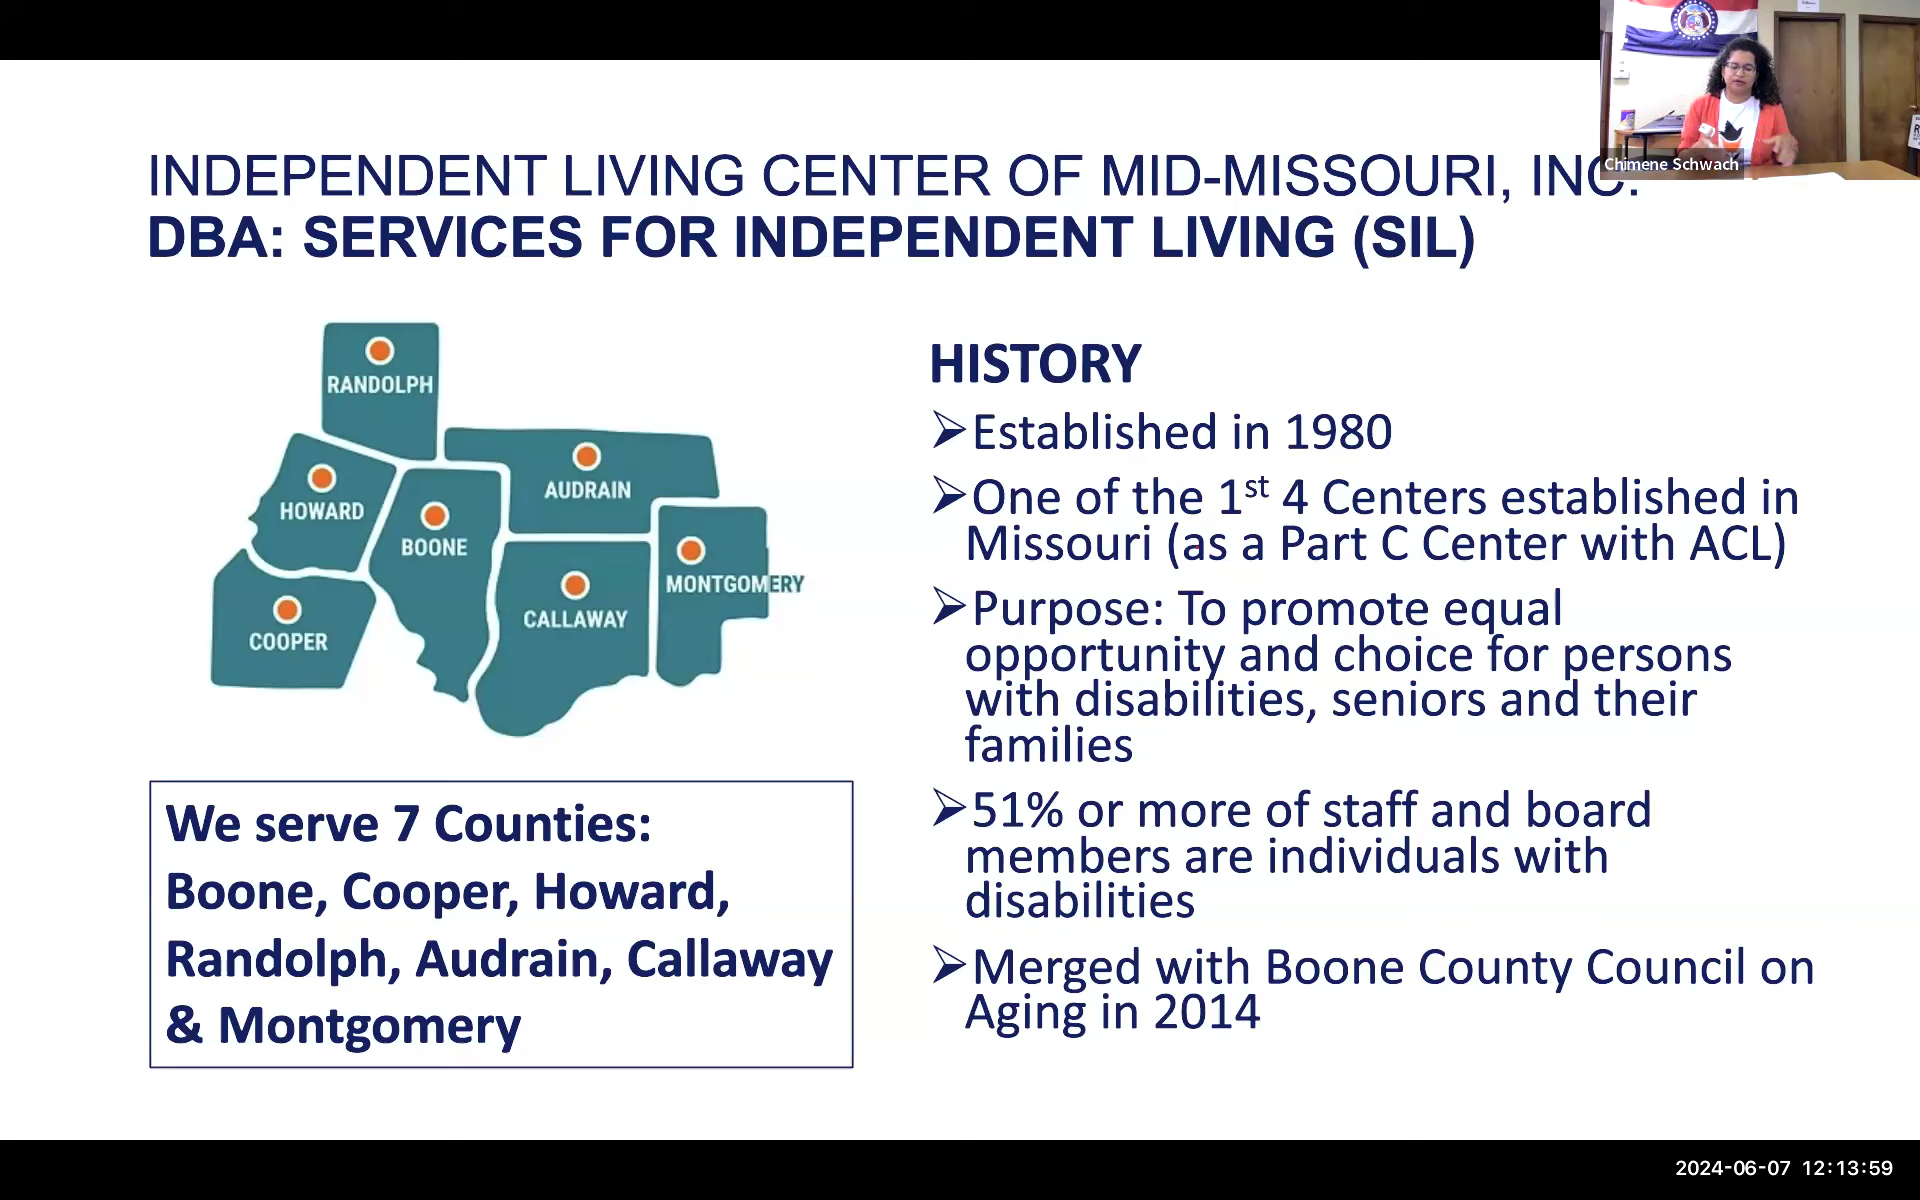 Chimene Schwach
INDEPENDENT LIVING CENTER OF MID-MISSOURI, INC.
DBA: SERVICES FOR INDEPENDENT LIVING (SIL)
RANDOLPH
AUDRAIN
HOWARD
BOONE
MONTGOMERY
CALLAWAY
COOPER
We serve 7 Counties:
Boone, Cooper, Howard,
Randolph, Audrain, Callaway
& Montgomery
HISTORY
➢Established in 1980
➢One of the 1st 4 Centers established in
Missouri (as a Part C Center with ACL)
➢Purpose: To promote equal
opportunity and choice for persons
with disabilities, seniors and their
families
➢51% or more of staff and board
members are individuals with
disabilities
➢Merged with Boone County Council on
Aging in 2014
2024-06-07 12:13:59